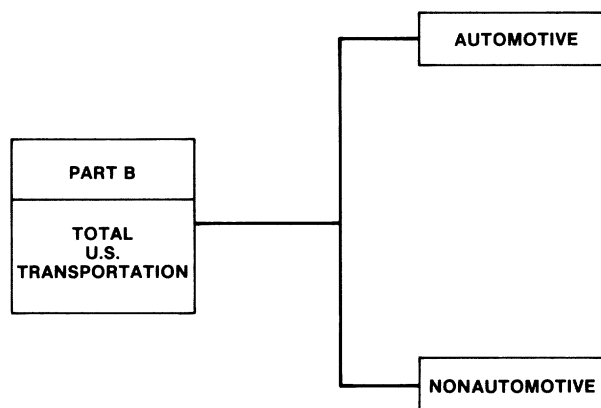 AUTOMOTIVE
PART B
TOTAL
U.S.
TRANSPORTATION
NONAUTOMOTIVE